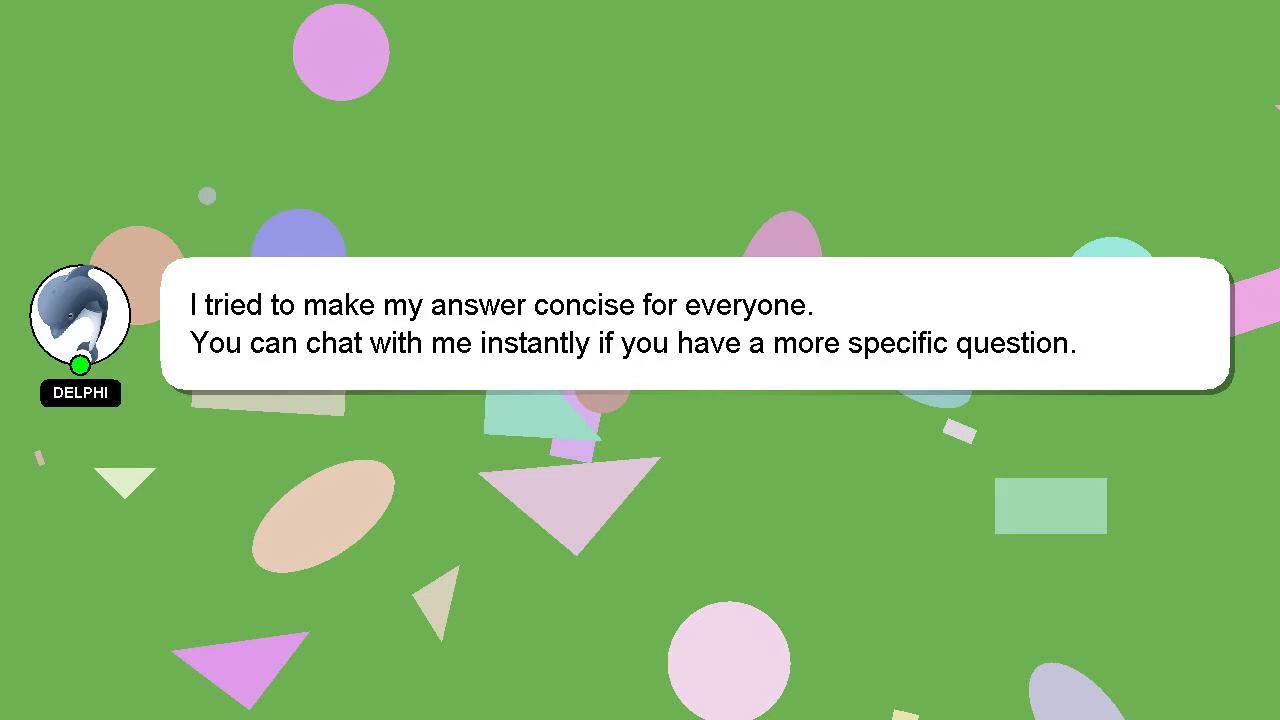 I tried to make my answer concise for everyone.
You can chat with me instantly if you have a more specific question.
DELPHI